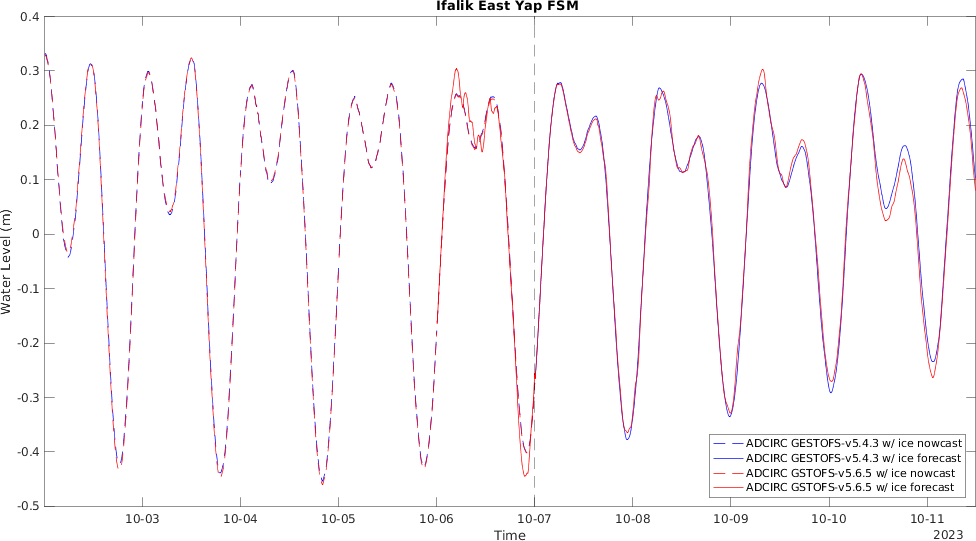 Ifalik East Yap FSM
0.4
0.3
0.2
0.1
0
-0.1
-0.2
-0.3
-0.4
-0.5
Water Level (m)
ADCIRC GESTOFS-v5.4.3 w/ ice nowcast
ADCIRC GESTOFS-v5.4.3 w/ ice forecast
ADCIRC GSTOFS-v5.6.5 w/ ice nowcast
ADCIRC GSTOFS-v5.6.5 w/ ice forecast
10-03 10-04 10-05 10-06 10-07 10-08 10-09 10-10 10-11
Time
2023